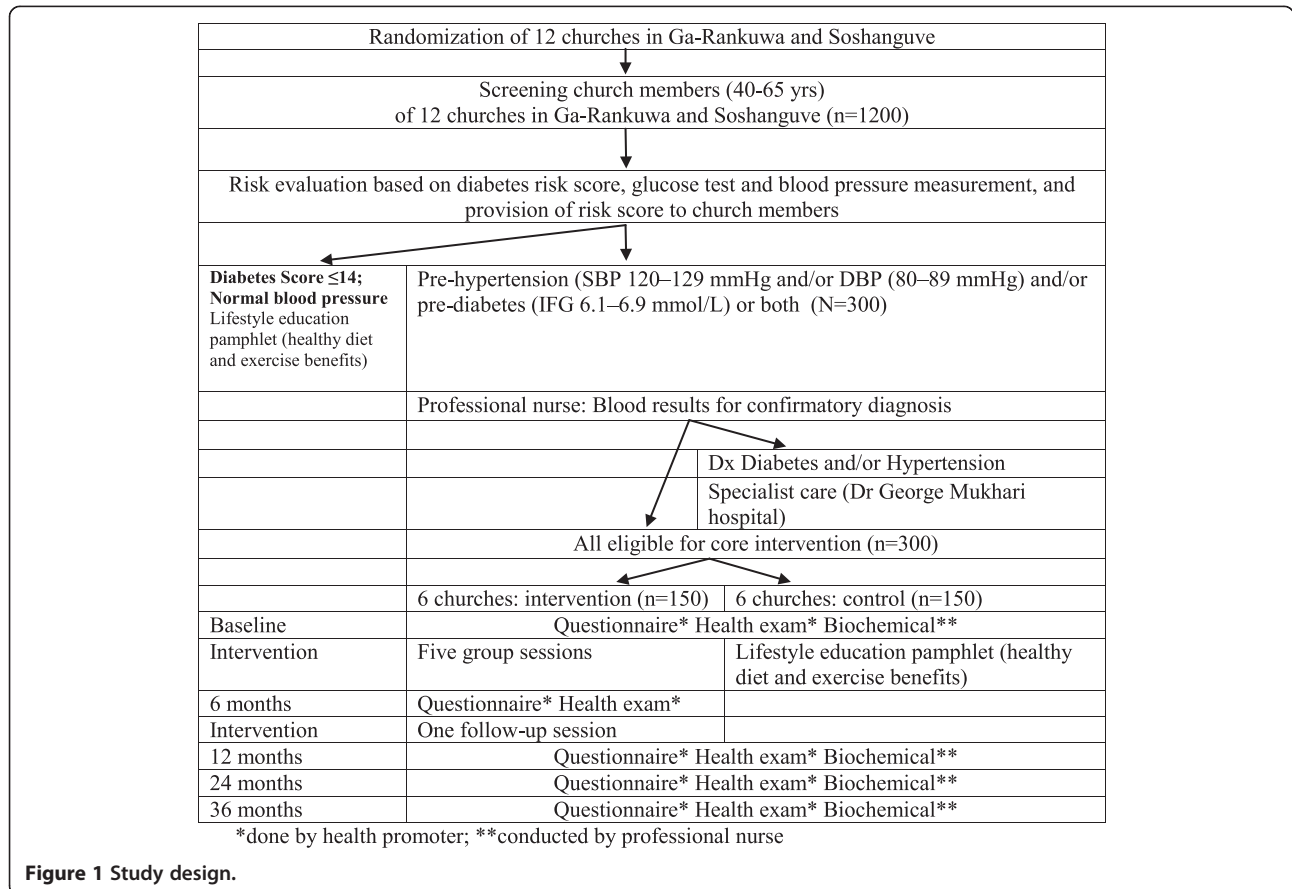 Randomization of 12 churches in Ga-Rankuwa and Soshanguve
Screening church members (40-65 yrs)
of 12 churches in Ga-Rankuwa and Soshanguve (n=1200)
Risk evaluation based on diabetes risk score, glucose test and blood pressure measurement, and
provision of risk score to church members
Diabetes Score ≤14;
Normal blood pressure
Lifestyle education
pamphlet (healthy diet
and exercise benefits)
Pre-hypertension (SBP 120–129 mmHg and/or DBP (80–89 mmHg) and/or
pre-diabetes (IFG 6.1–6.9 mmol/L) or both (N=300)
Professional nurse: Blood results for confirmatory diagnosis
Dx Diabetes and/or Hypertension
Specialist care (Dr George Mukhari
hospital)
All eligible for core intervention (n=300)
6 churches: intervention (n=150)
6 churches: control (n=150)
Baseline
Questionnaire* Health exam* Biochemical**
Intervention
Five group sessions
Lifestyle education pamphlet (healthy
diet and exercise benefits)
6 months
Questionnaire* Health exam*
Intervention
One follow-up session
12 months
Questionnaire* Health exam* Biochemical**
24 months
Questionnaire* Health exam* Biochemical**
36 months
Questionnaire* Health exam* Biochemical**
*done by health promoter; **conducted by professional nurse
Figure 1 Study design.